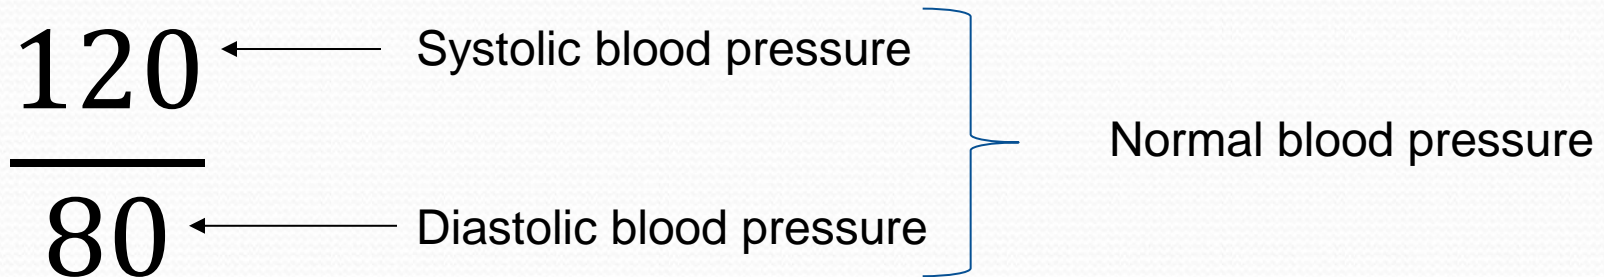 120
Systolic blood pressure
Normal blood pressure
80
Diastolic blood pressure